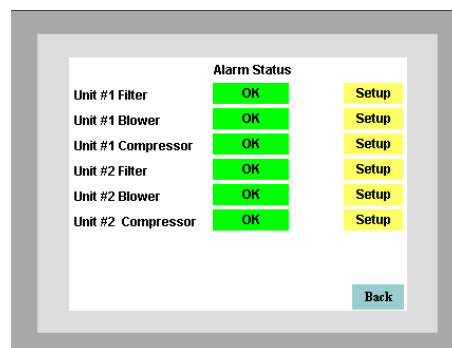 Alarm Status
Unit #1 Filter OK Setup
Unit #1 Blower OK Setup
Unit #1 Compressor OK Setup
Unit #2 Filter OK Setup
Unit #2 Blower OK Setup
Unit #2 Compressor OK Setup
Back